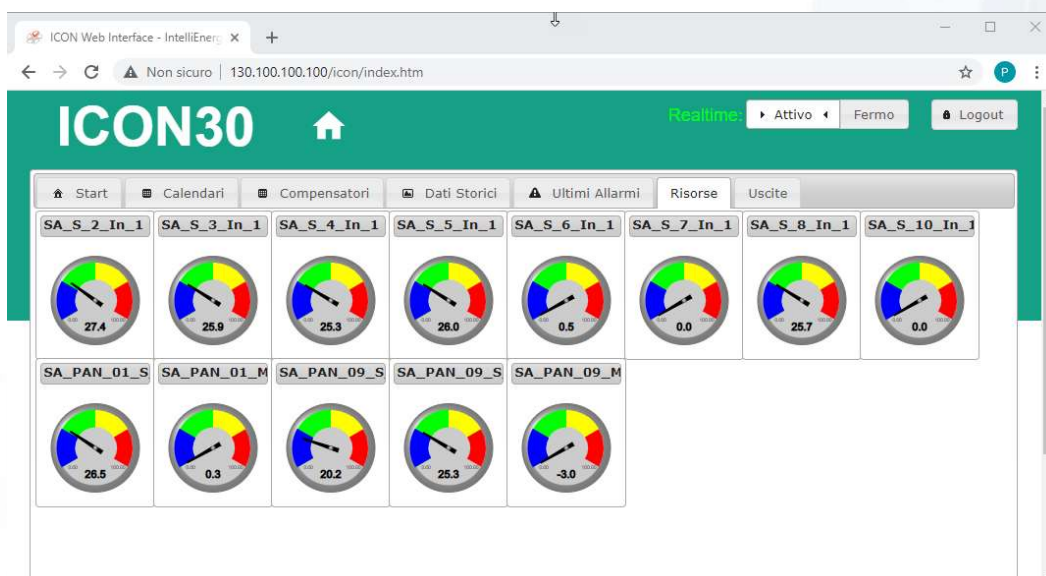 ICON Web Interface - IntelliEner
Non sicuro | 130.100.100.100/icon/index.htm
P
ICON30
Realtime: Attivo Fermo Logout
Start Calendari Compensatori Dati Storici Ultimi Allarmi Risorse Uscite
SA_S_2_In_1 SA_S_3_In_1 SA_S_4_In_1 SA_S_5_In_1 SA_S_6_In_1 SA_S_7_In_1 SA_S_8_In_1 SA_S_10_In_1
27.4 25.9 25.3 26.0 0.5 0.0 25.7 0.0
SA_PAN_01_S SA_PAN_01_M SA_PAN_09_S SA_PAN_09_S SA_PAN_09_M
26.5 0.3 20.2 25.3 -3.0